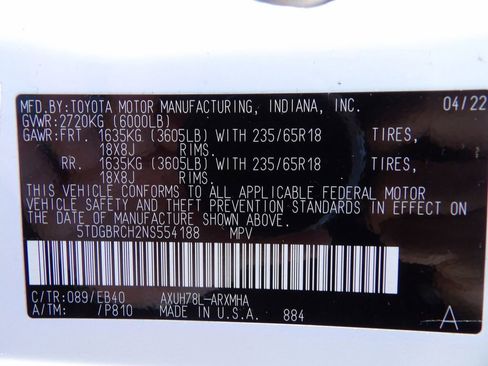 MFD.BY:TOYOTA MOTOR MANUFACTURING, INDIANA, INC. 04/22
GVWR:2720KG (6000LB)
GAWR:FRT. 1635KG (3605LB) WITH 235/65R18 TIRES,
18X8J RIMS.
RR. 1635KG (3605LB) WITH 235/65R18 TIRES,
18X8J RIMS.
THIS VEHICLE CONFORMS TO ALL APPLICABLE FEDERAL MOTOR
VEHICLE SAFETY AND THEFT PREVENTION STANDARDS IN EFFECT
ON THE DATE OF MANUFACTURE SHOWN ABOVE.
5TDGBRCH2NS554188 MPV
C/TR:089/EB40 AXUH78L-ARXMHA
A/TM: /P810 MADE IN U.S.A. 884 A